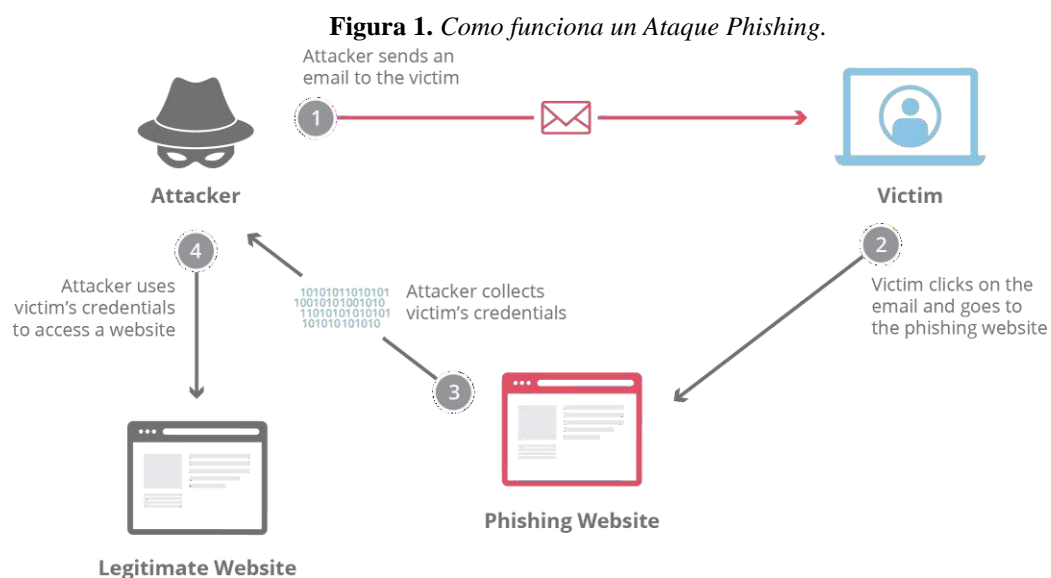 Figura 1. Como funciona un Ataque Phishing.
Attacker sends an
email to the victim
1
Attacker
Victim
4
2
Attacker uses
victim's credentials
to access a website
10101011010101
10010101001010
11010101010101
101010101010
Attacker collects
victim's credentials
Victim clicks on the
email and goes to
the phishing website
3
Phishing Website
Legitimate Website